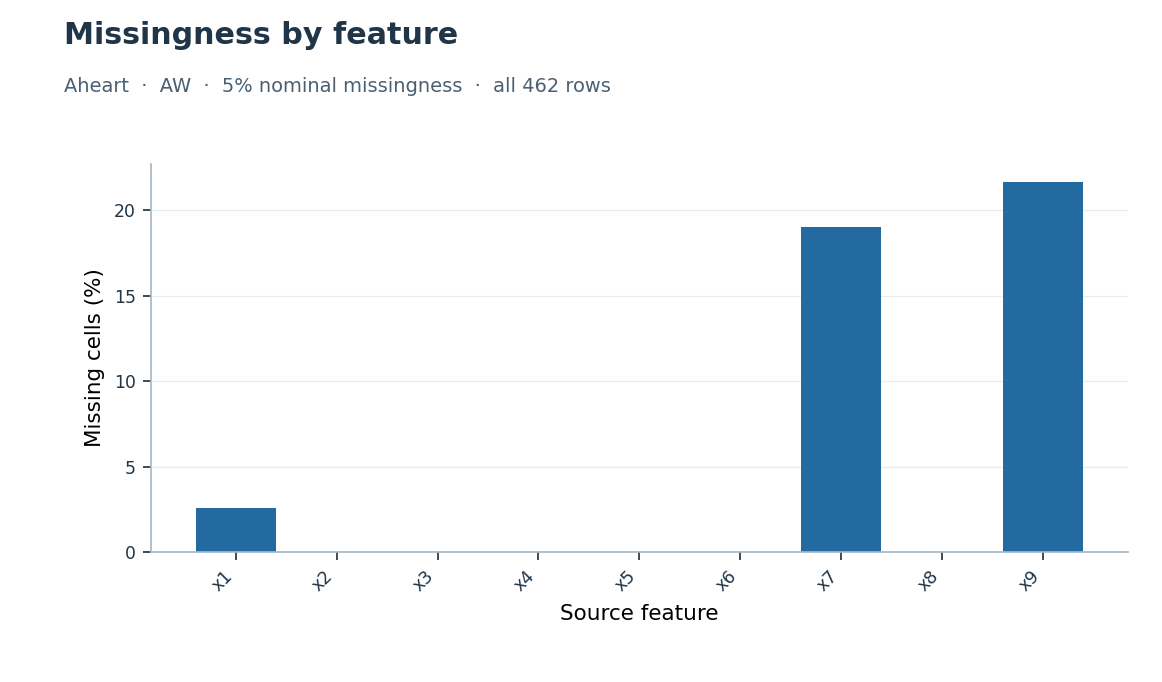 Missingness by feature
Aheart · AW · 5% nominal missingness · all 462 rows
Missing cells (%)
20
15
10
5
0
x1 x2 x3 x4 x5 x6 x7 x8 x9
Source feature